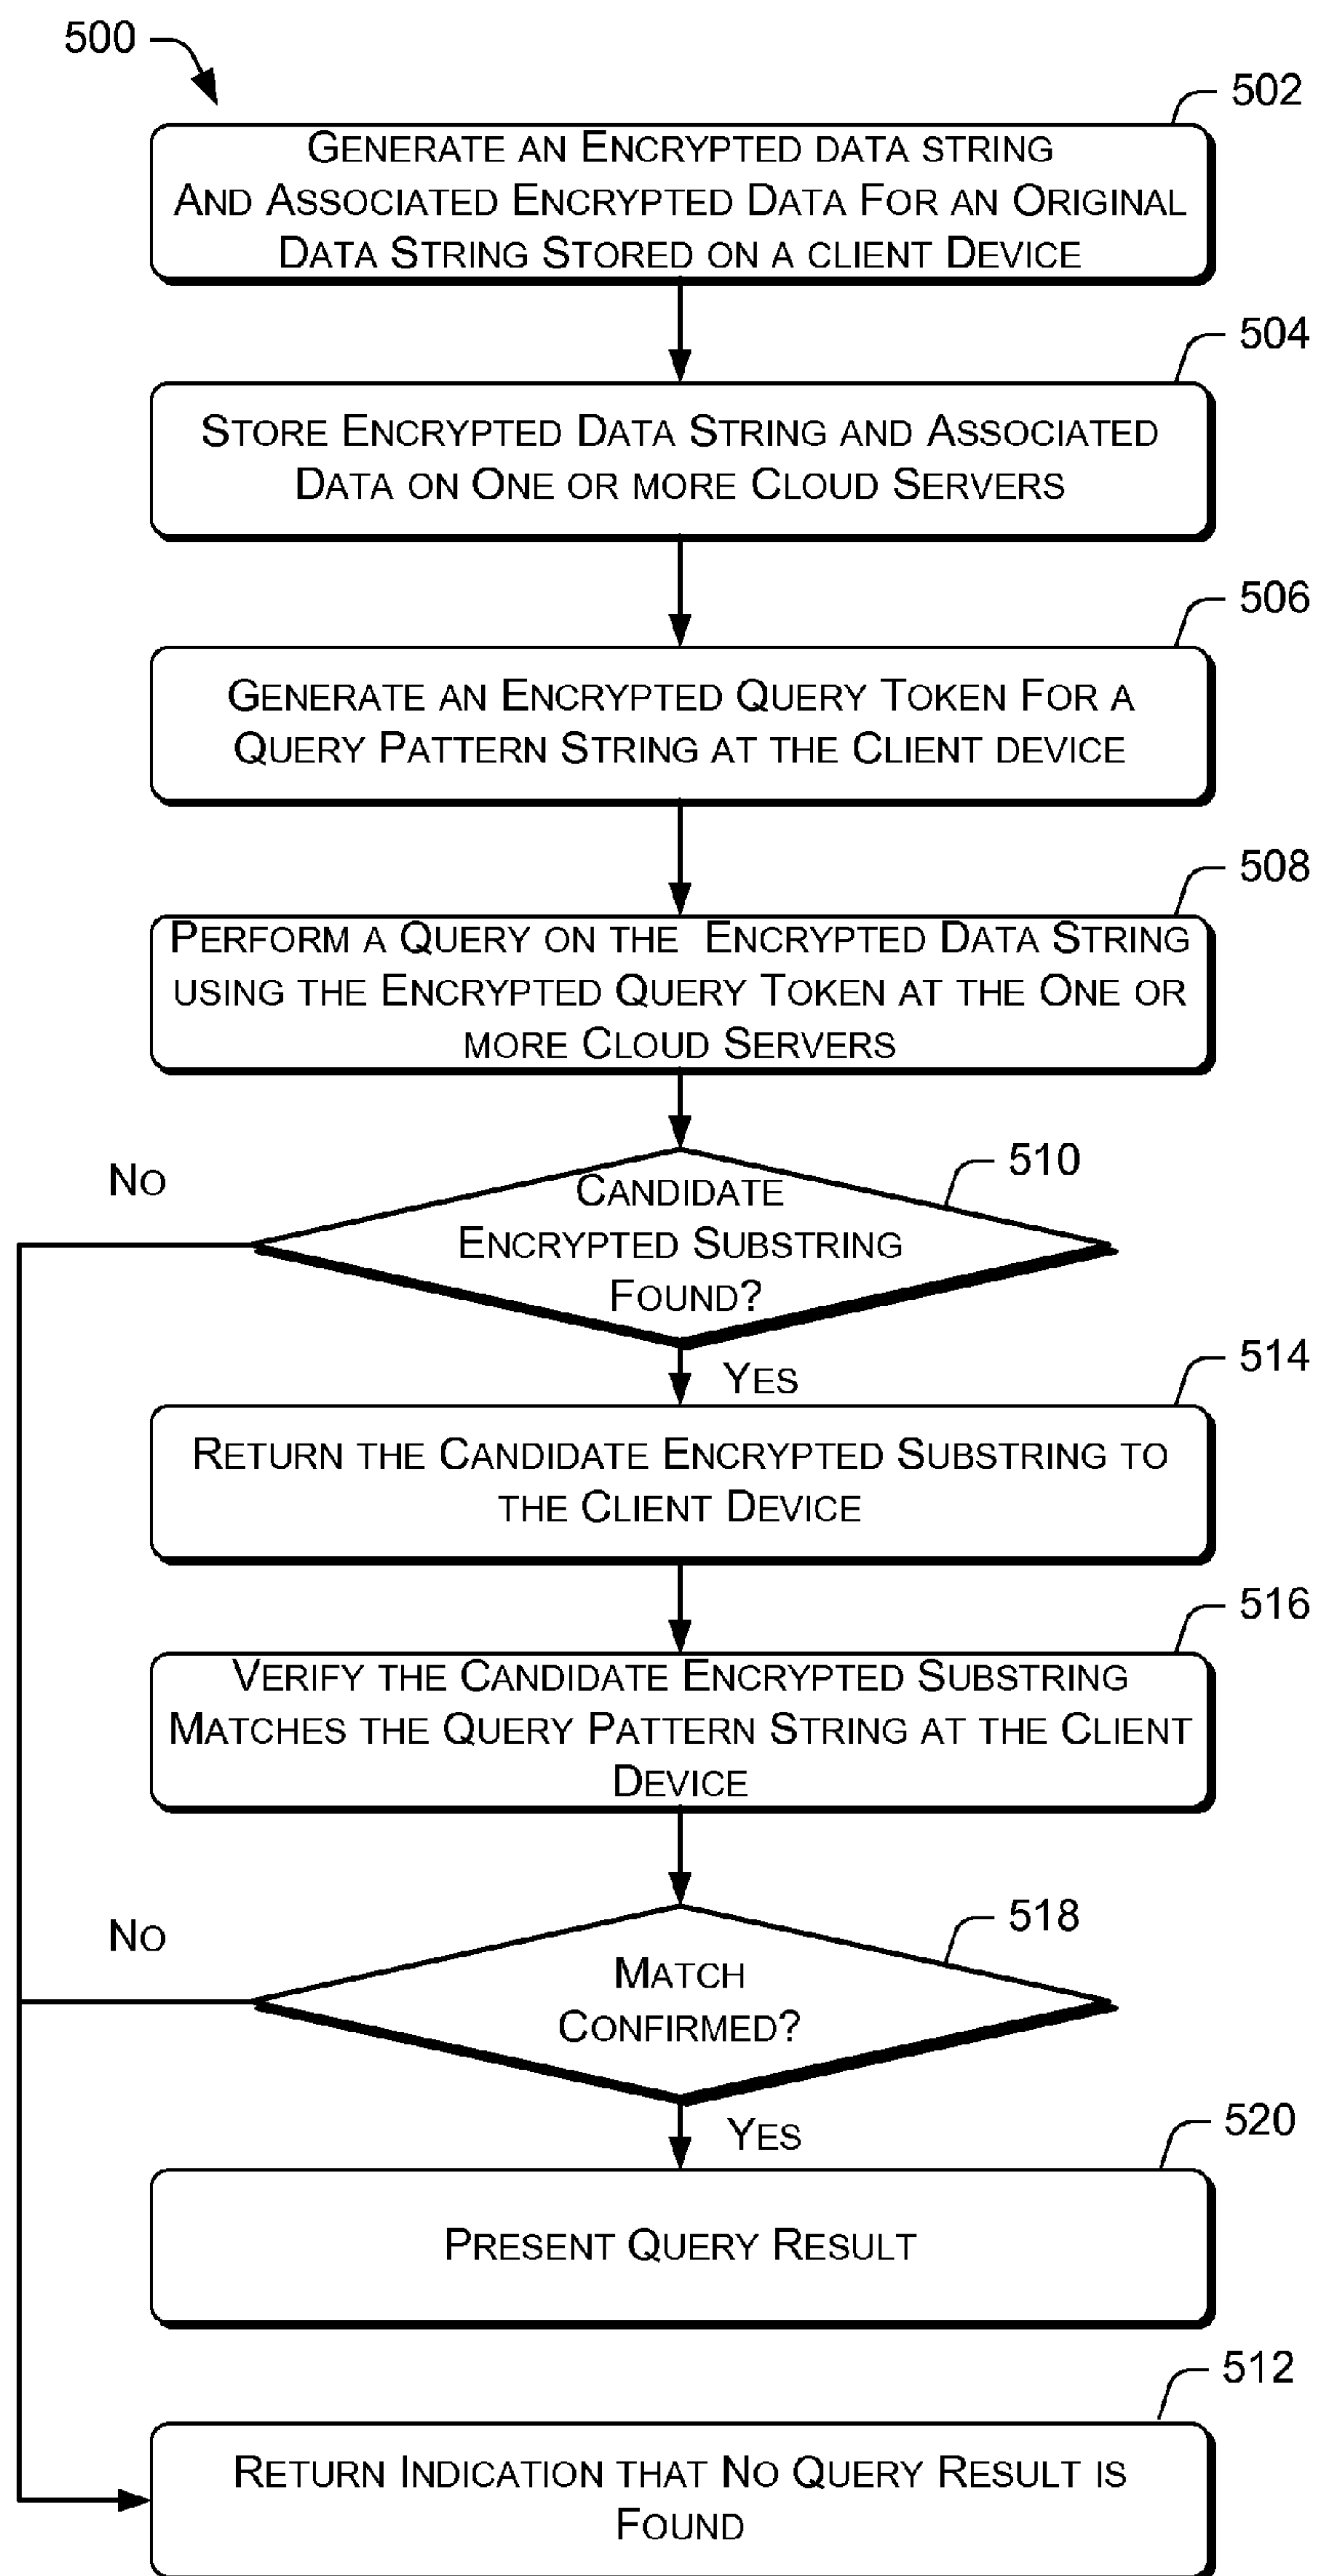 500
502
GENERATE AN ENCRYPTED DATA STRING
AND ASSOCIATED ENCRYPTED DATA FOR AN ORIGINAL
DATA STRING STORED ON A CLIENT DEVICE
504
STORE ENCRYPTED DATA STRING AND ASSOCIATED
DATA ON ONE OR MORE CLOUD SERVERS
506
GENERATE AN ENCRYPTED QUERY TOKEN FOR A
QUERY PATTERN STRING AT THE CLIENT DEVICE
508
PERFORM A QUERY ON THE ENCRYPTED DATA STRING
USING THE ENCRYPTED QUERY TOKEN AT THE ONE OR
MORE CLOUD SERVERS
510
NO
CANDIDATE
ENCRYPTED SUBSTRING
FOUND?
YES
514
RETURN THE CANDIDATE ENCRYPTED SUBSTRING TO
THE CLIENT DEVICE
516
VERIFY THE CANDIDATE ENCRYPTED SUBSTRING
MATCHES THE QUERY PATTERN STRING AT THE CLIENT
DEVICE
518
NO
MATCH
CONFIRMED?
YES
520
PRESENT QUERY RESULT
512
RETURN INDICATION THAT NO QUERY RESULT IS
FOUND